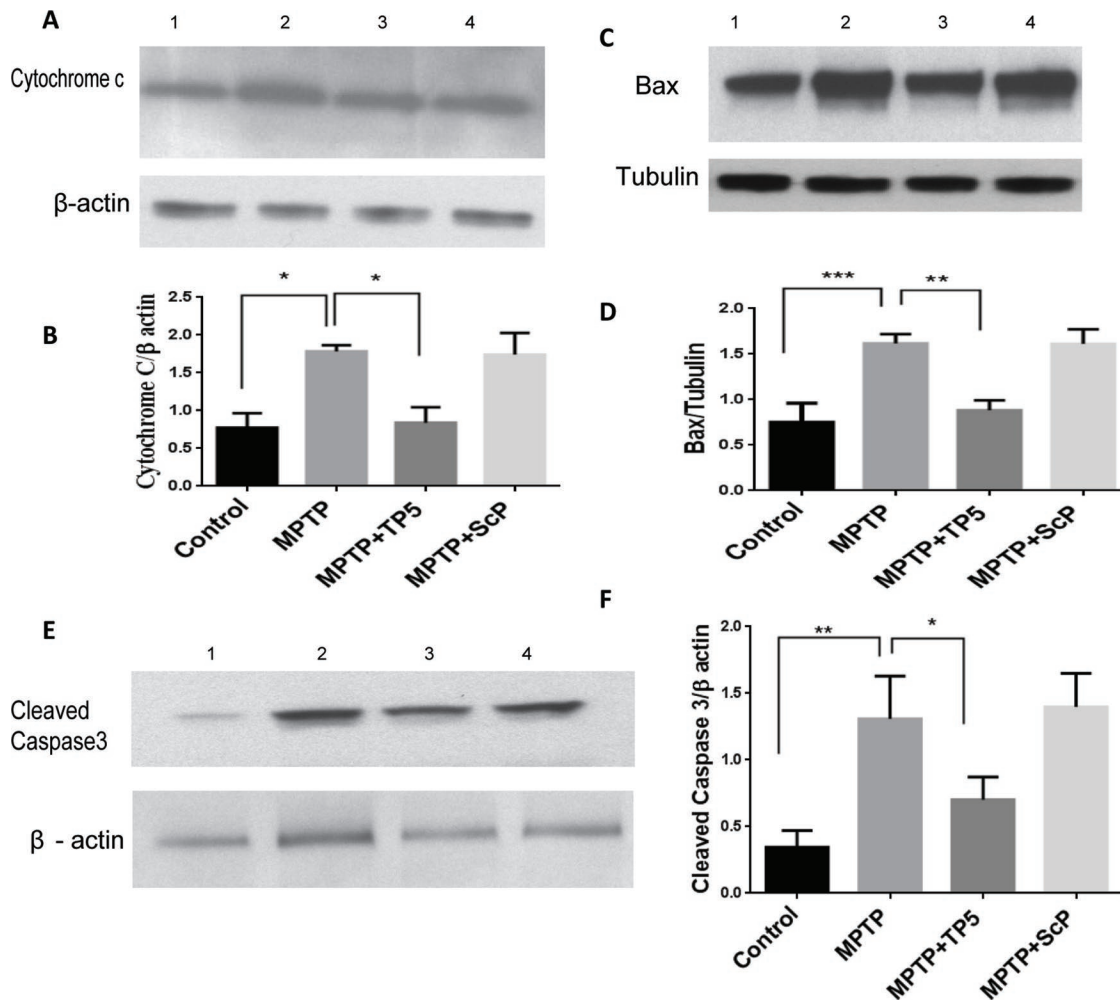 A
1 2 3 4
Cytochrome c
β-actin
B
Cytochrome C/β actin
2.5
2.0
1.5
1.0
0.5
0.0
* *
Control
MPTP
MPTP+TP5
MPTP+ScP
C
1 2 3 4
Bax
Tubulin
D
Bax/Tubulin
2.0
1.5
1.0
0.5
0.0
*** **
Control
MPTP
MPTP+TP5
MPTP+ScP
E
1 2 3 4
Cleaved
Caspase3
β - actin
F
Cleaved Caspase 3/β actin
2.0
1.5
1.0
0.5
0.0
** *
Control
MPTP
MPTP+TP5
MPTP+ScP